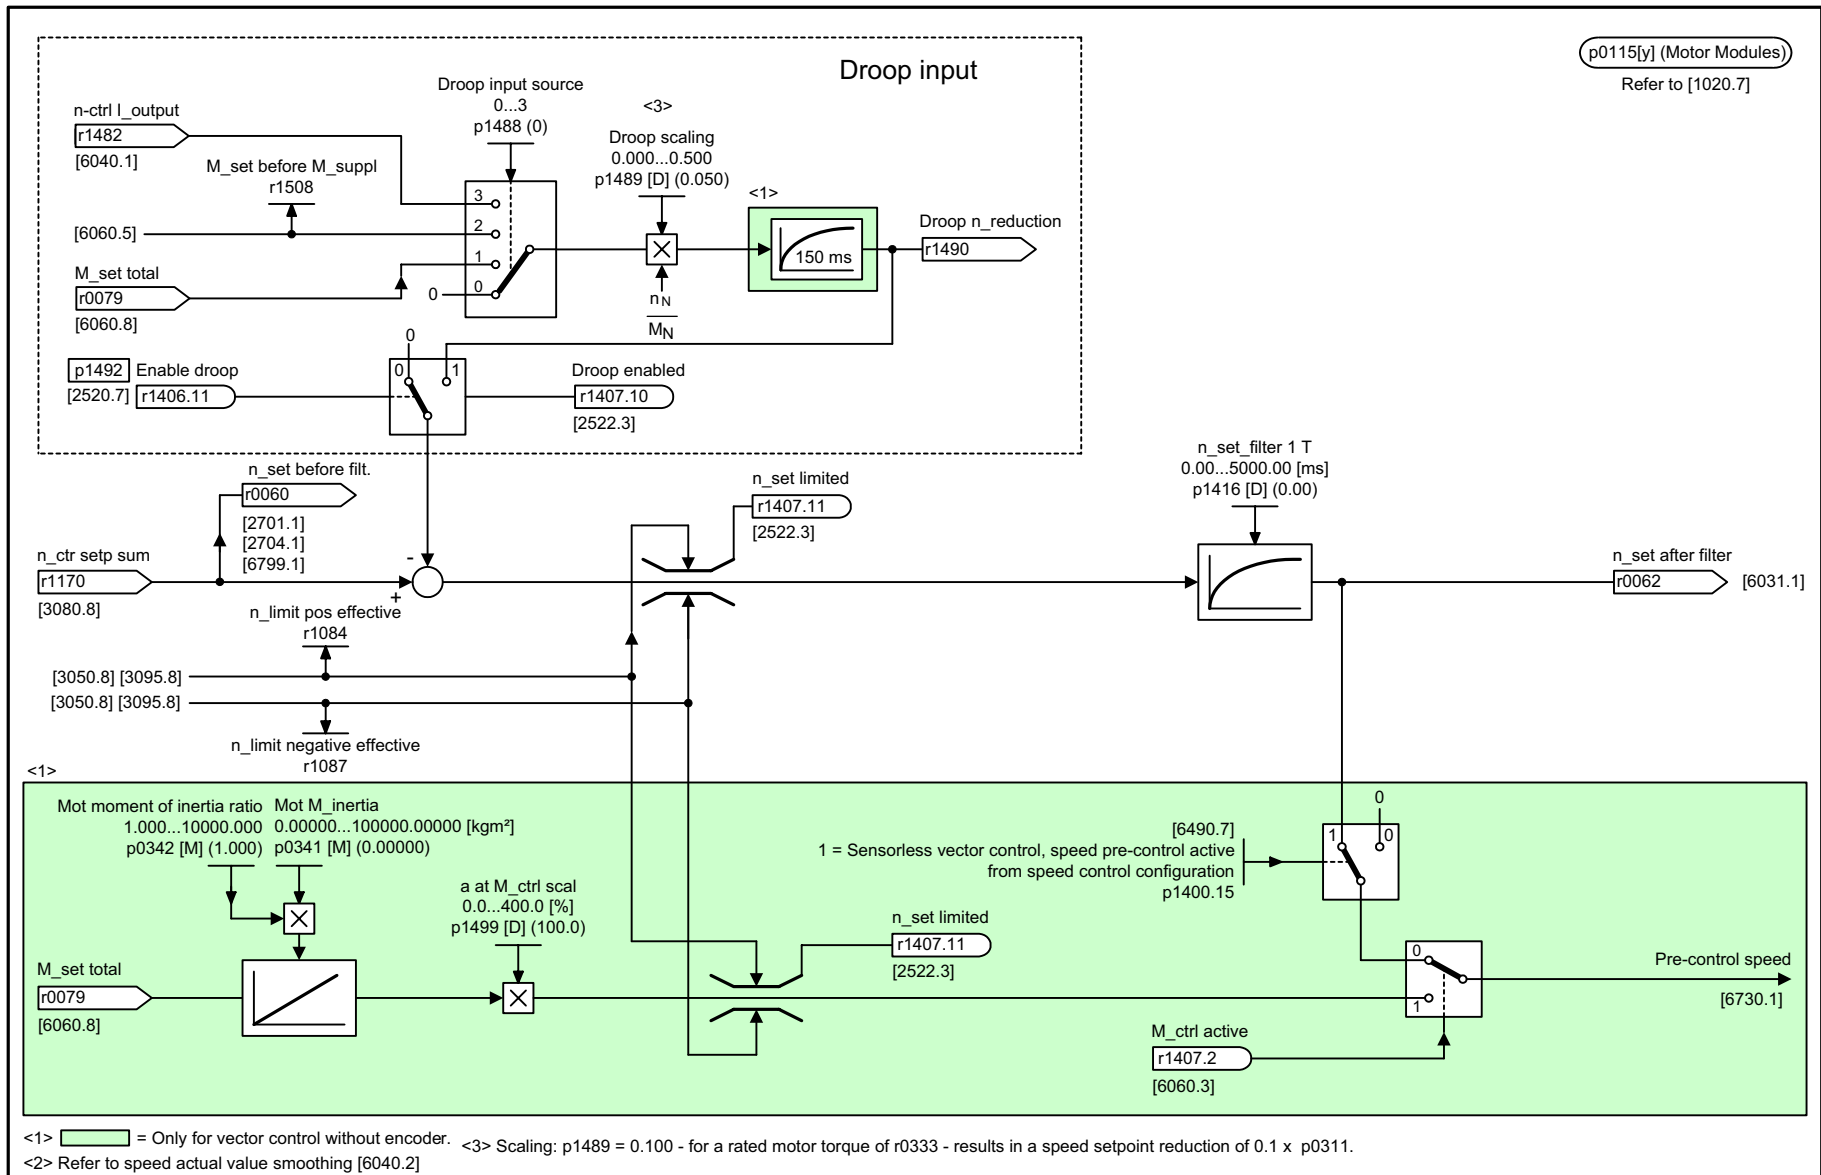 Droop input
p0115[y] (Motor Modules)
Refer to [1020.7]
Droop input source
0...3
p1488 (0)
<3>
Droop scaling
0.000...0.500
p1489 [D] (0.050)
n-ctrl I_output
r1482
[6040.1]
M_set before M_suppl
r1508
[6060.5]
M_set total
r0079
[6060.8]
3
2
1
0
0
<1>
150 ms
Droop n_reduction
r1490
nN
MN
p1492
Enable droop
[2520.7]
r1406.11
0
0
1
Droop enabled
r1407.10
[2522.3]
n_set before filt.
r0060
[2701.1]
[2704.1]
[6799.1]
n_ctr setp sum
r1170
[3080.8]
-
+
n_set limited
r1407.11
[2522.3]
n_set_filter 1 T
0.00...5000.00 [ms]
p1416 [D] (0.00)
n_set after filter
r0062
[6031.1]
n_limit pos effective
r1084
[3050.8] [3095.8]
[3050.8] [3095.8]
n_limit negative effective
r1087
<1>
Mot moment of inertia ratio
1.000...10000.000
p0342 [M] (1.000)
Mot M_inertia
0.00000...100000.00000 [kgm²]
p0341 [M] (0.00000)
a at M_ctrl scal
0.0...400.0 [%]
p1499 [D] (100.0)
M_set total
r0079
[6060.8]
n_set limited
r1407.11
[2522.3]
[6490.7]
1 = Sensorless vector control, speed pre-control active
from speed control configuration
p1400.15
0
1
0
0
1
Pre-control speed
[6730.1]
M_ctrl active
r1407.2
[6060.3]
<1> = Only for vector control without encoder.
<3> Scaling: p1489 = 0.100 - for a rated motor torque of r0333 - results in a speed setpoint reduction of 0.1 x p0311.
<2> Refer to speed actual value smoothing [6040.2]